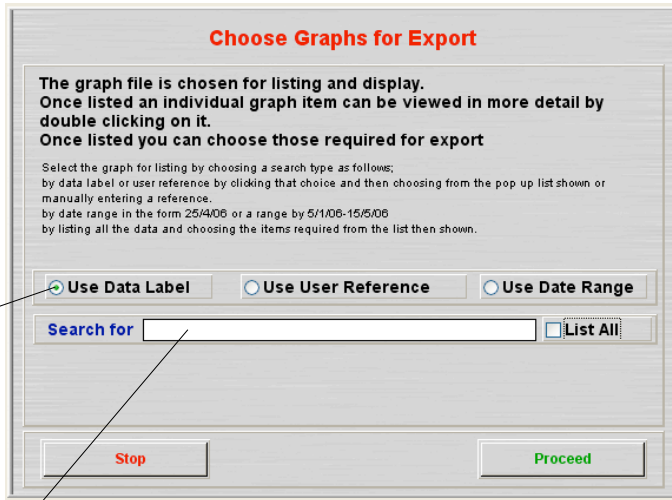 Choose Graphs for Export
The graph file is chosen for listing and display.
Once listed an individual graph item can be viewed in more detail by
double clicking on it.
Once listed you can choose those required for export
Select the graph for listing by choosing a search type as follows;
by data label or user reference by clicking that choice and then choosing from the pop up list shown or
manually entering a reference.
by date range in the form 25/4/06 or a range by 5/1/06-15/5/06
by listing all the data and choosing the items required from the list then shown.
Use Data Label Use User Reference Use Date Range
Search for List All
Stop Proceed